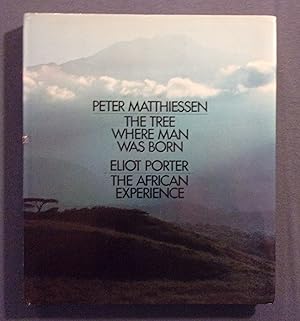 PETER MATTHIESSEN
THE TREE
WHERE MAN
WAS BORN
ELIOT PORTER
THE AFRICAN
EXPERIENCE